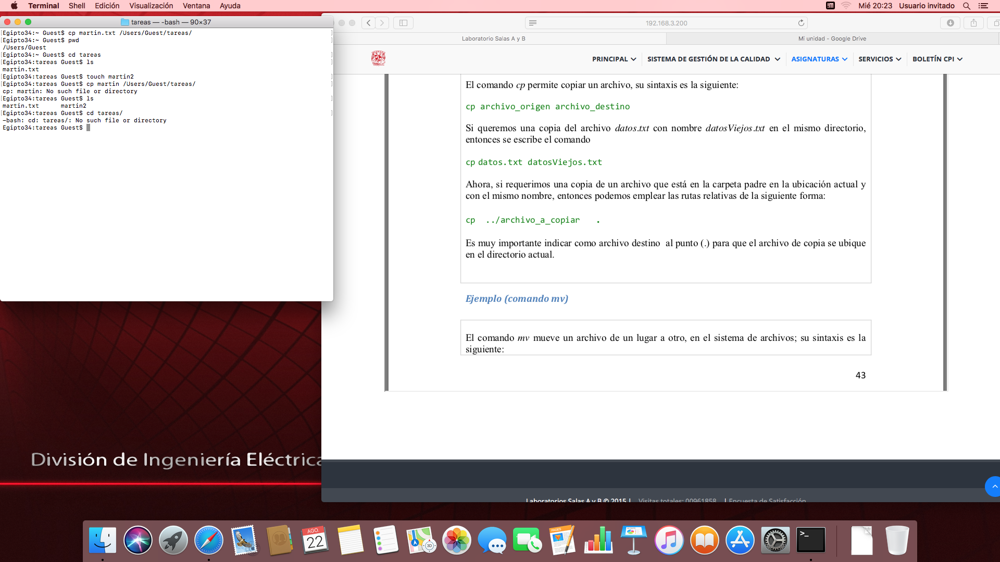 Terminal Shell Edición Visualización Ventana Ayuda
Mié 20:23 Usuario invitado
tareas — -bash — 90×37
Egipto34:~ Guest$ cp martin.txt /Users/Guest/tareas/
Egipto34:~ Guest$ pwd
/Users/Guest
Egipto34:~ Guest$ cd tareas
Egipto34:tareas Guest$ ls
martin.txt
Egipto34:tareas Guest$ touch martin2
Egipto34:tareas Guest$ cp martin /Users/Guest/tareas/
cp: martin: No such file or directory
Egipto34:tareas Guest$ ls
martin.txt martin2
Egipto34:tareas Guest$ cd tareas/
-bash: cd: tareas/: No such file or directory
Egipto34:tareas Guest$
192.168.3.200
Laboratorio Salas A y B
Mi unidad - Google Drive
PRINCIPAL SISTEMA DE GESTIÓN DE LA CALIDAD ASIGNATURAS SERVICIOS BOLETÍN CPI
El comando cp permite copiar un archivo, su sintaxis es la siguiente:
cp archivo_origen archivo_destino
Si queremos una copia del archivo datos.txt con nombre datosViejos.txt en el mismo directorio,
entonces se escribe el comando
cp datos.txt datosViejos.txt
Ahora, si requerimos una copia de un archivo que está en la carpeta padre en la ubicación actual y
con el mismo nombre, entonces podemos emplear las rutas relativas de la siguiente forma:
cp ../archivo_a_copiar .
Es muy importante indicar como archivo destino al punto (.) para que el archivo de copia se ubique
en el directorio actual.
Ejemplo (comando mv)
El comando mv mueve un archivo de un lugar a otro, en el sistema de archivos; su sintaxis es la
siguiente:
43
División de Ingeniería Eléctrica
Laboratorios Salas A y B © 2015 | Visitas totales: 00961858 | Encuesta de Satisfacción
AGO.
22
PAGES
3D
>_